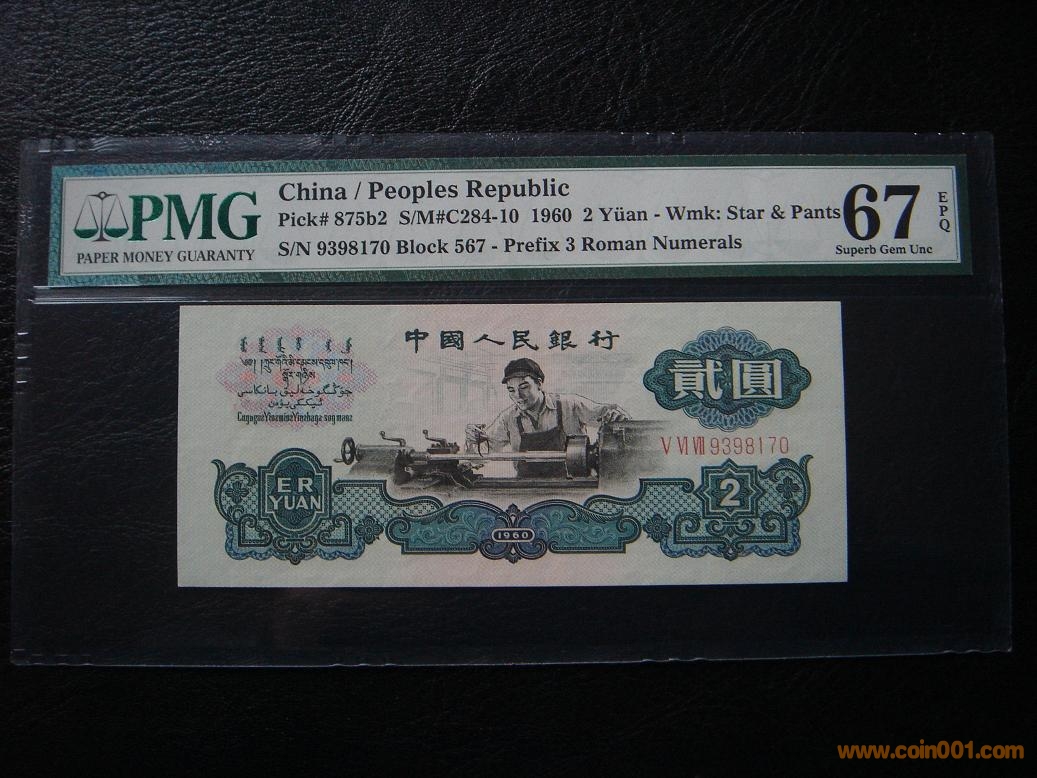 PMG
PAPER MONEY GUARANTY
China / Peoples Republic
Pick# 875b2 S/M#C284-10 1960 2 Yüan - Wmk: Star & Pants
S/N 9398170 Block 567 - Prefix 3 Roman Numerals
67
EPQ
Superb Gem Unc
中國人民銀行
貳圓
V VI VII 9398170
ER
YUAN
2
1960
www.coin001.com